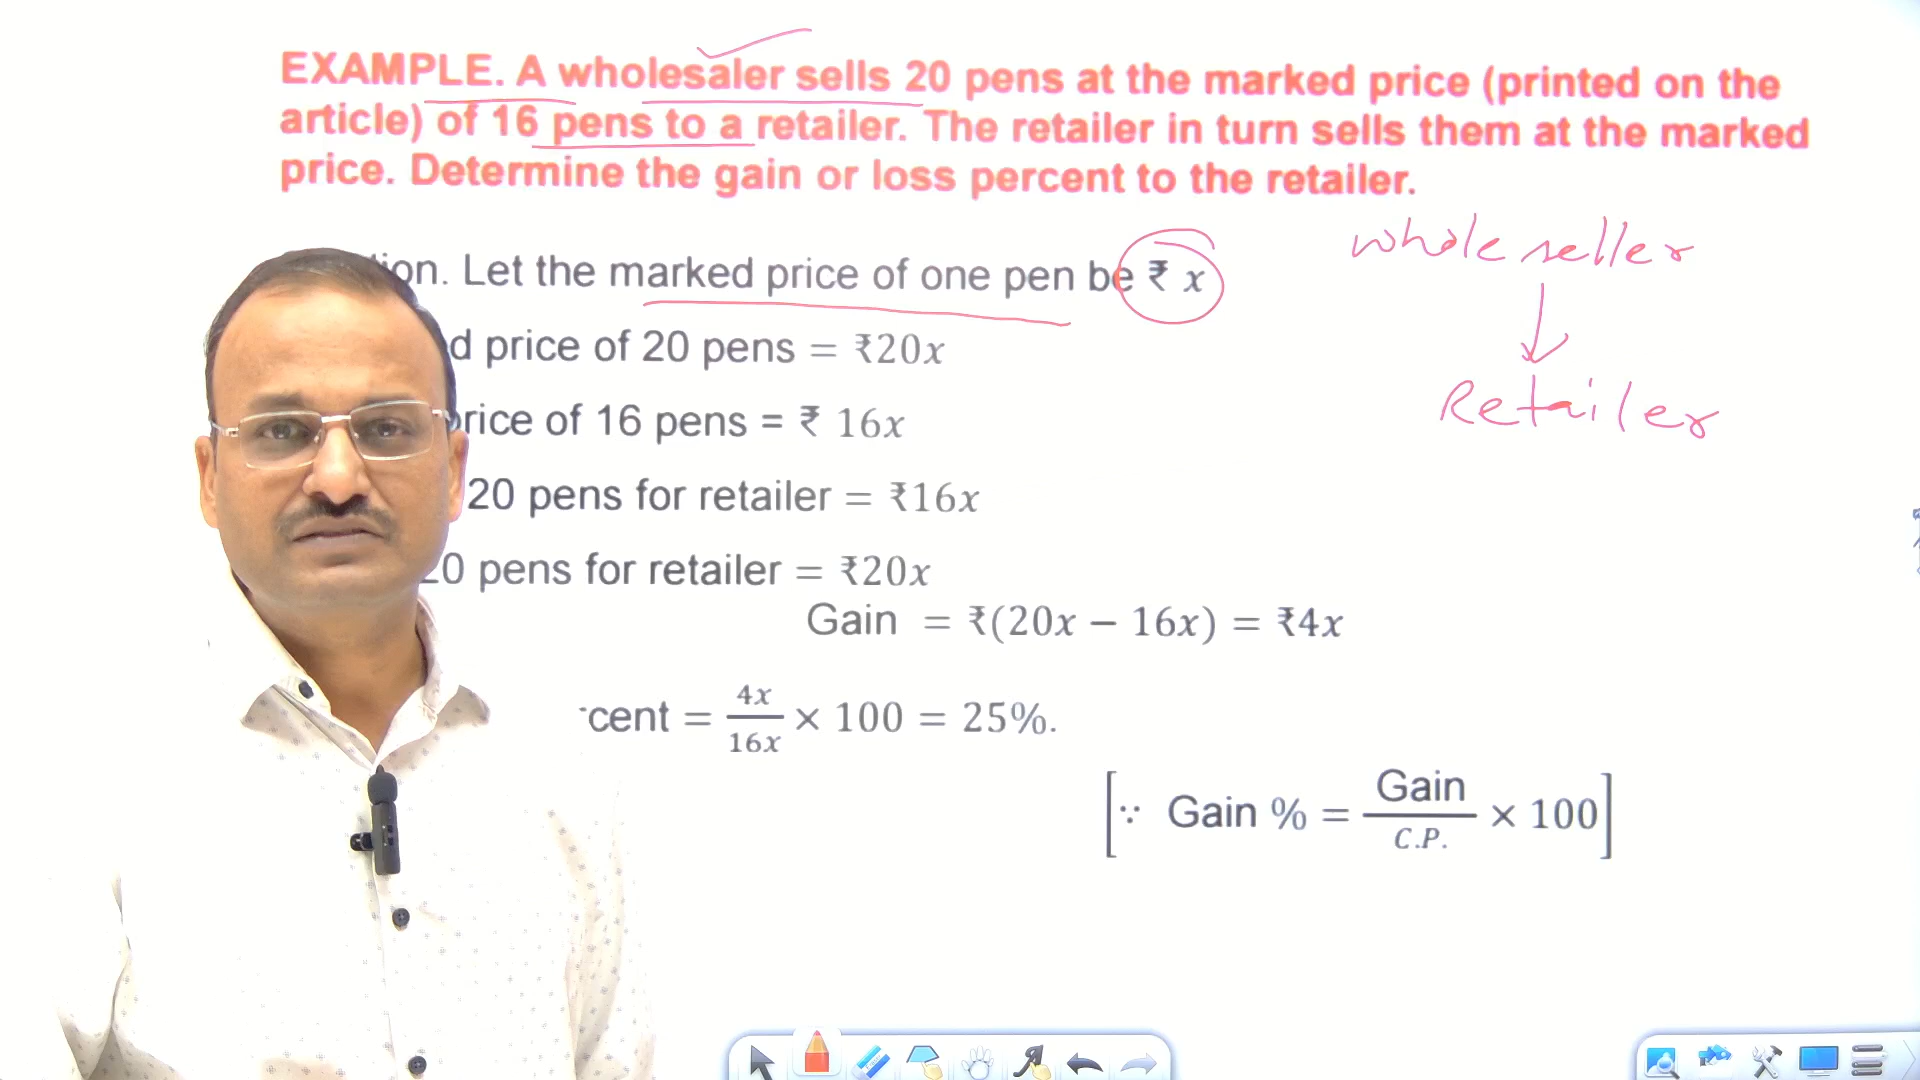 EXAMPLE. A wholesaler sells 20 pens at the marked price (printed on the
article) of 16 pens to a retailer. The retailer in turn sells them at the marked
price. Determine the gain or loss percent to the retailer.
ion. Let the marked price of one pen be ₹ x
whole seller
d price of 20 pens = ₹20x
Retailer
price of 16 pens = ₹ 16x
20 pens for retailer = ₹16x
20 pens for retailer = ₹20x
Gain = ₹(20x − 16x) = ₹4x
cent = 4x/16x × 100 = 25%.
[∵ Gain % = Gain/C.P. × 100]